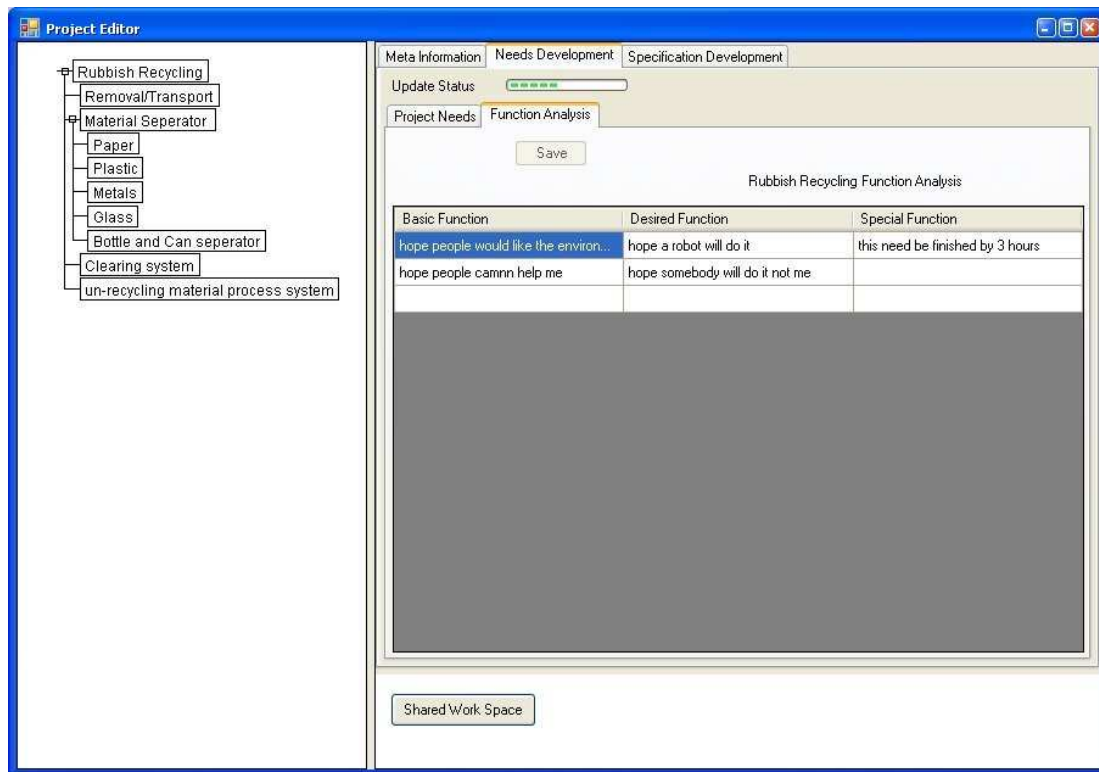 Project Editor
Rubbish Recycling
Removal/Transport
Material Seperator
Paper
Plastic
Metals
Glass
Bottle and Can seperator
Clearing system
un-recycling material process system
Meta Information Needs Development Specification Development
Update Status
Project Needs Function Analysis
Save
Rubbish Recycling Function Analysis
Basic Function Desired Function Special Function
hope people would like the environ... hope a robot will do it this need be finished by 3 hours
hope people camnn help me hope somebody will do it not me
Shared Work Space